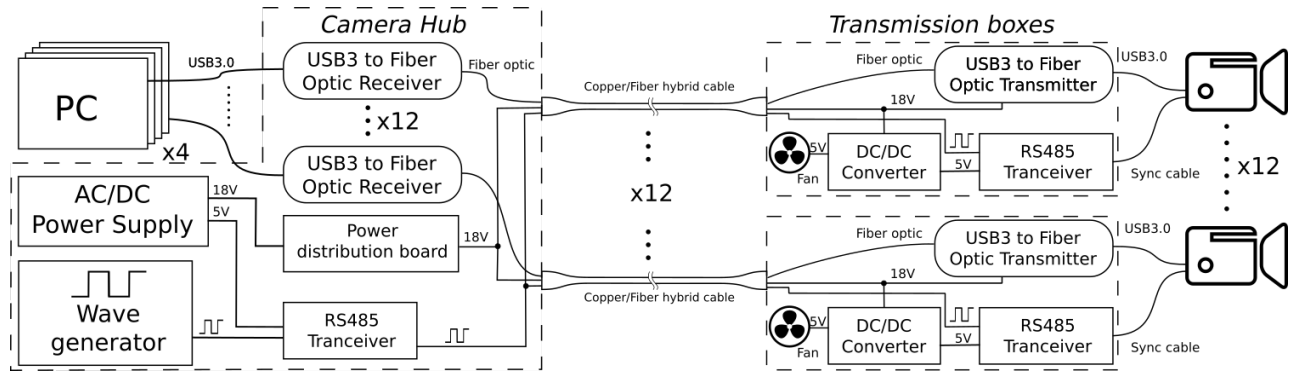 Camera Hub
Transmission boxes
PC
x4
USB3.0
USB3 to Fiber
Optic Receiver
x12
USB3 to Fiber
Optic Receiver
Fiber optic
AC/DC
Power Supply
18V
5V
Power
distribution board
18V
Wave
generator
RS485
Tranceiver
Copper/Fiber hybrid cable
x12
Copper/Fiber hybrid cable
Fiber optic
USB3 to Fiber
Optic Transmitter
USB3.0
18V
Fan
5V
DC/DC
Converter
5V
RS485
Tranceiver
Sync cable
x12
Fiber optic
USB3 to Fiber
Optic Transmitter
USB3.0
18V
Fan
5V
DC/DC
Converter
5V
RS485
Tranceiver
Sync cable